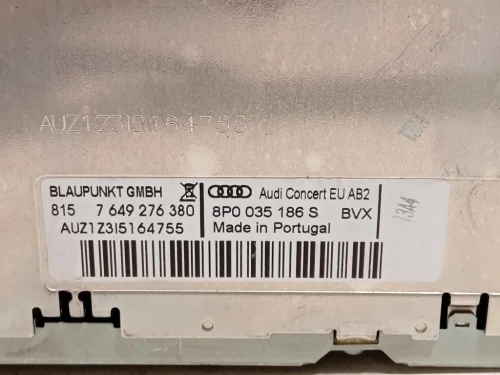 AUZ1Z3I5164755
BLAUPUNKT GMBH
Audi Concert EU AB2
815 7 649 276 380
8P0 035 186 S BVX
AUZ1Z3I5164755
Made in Portugal
13A4